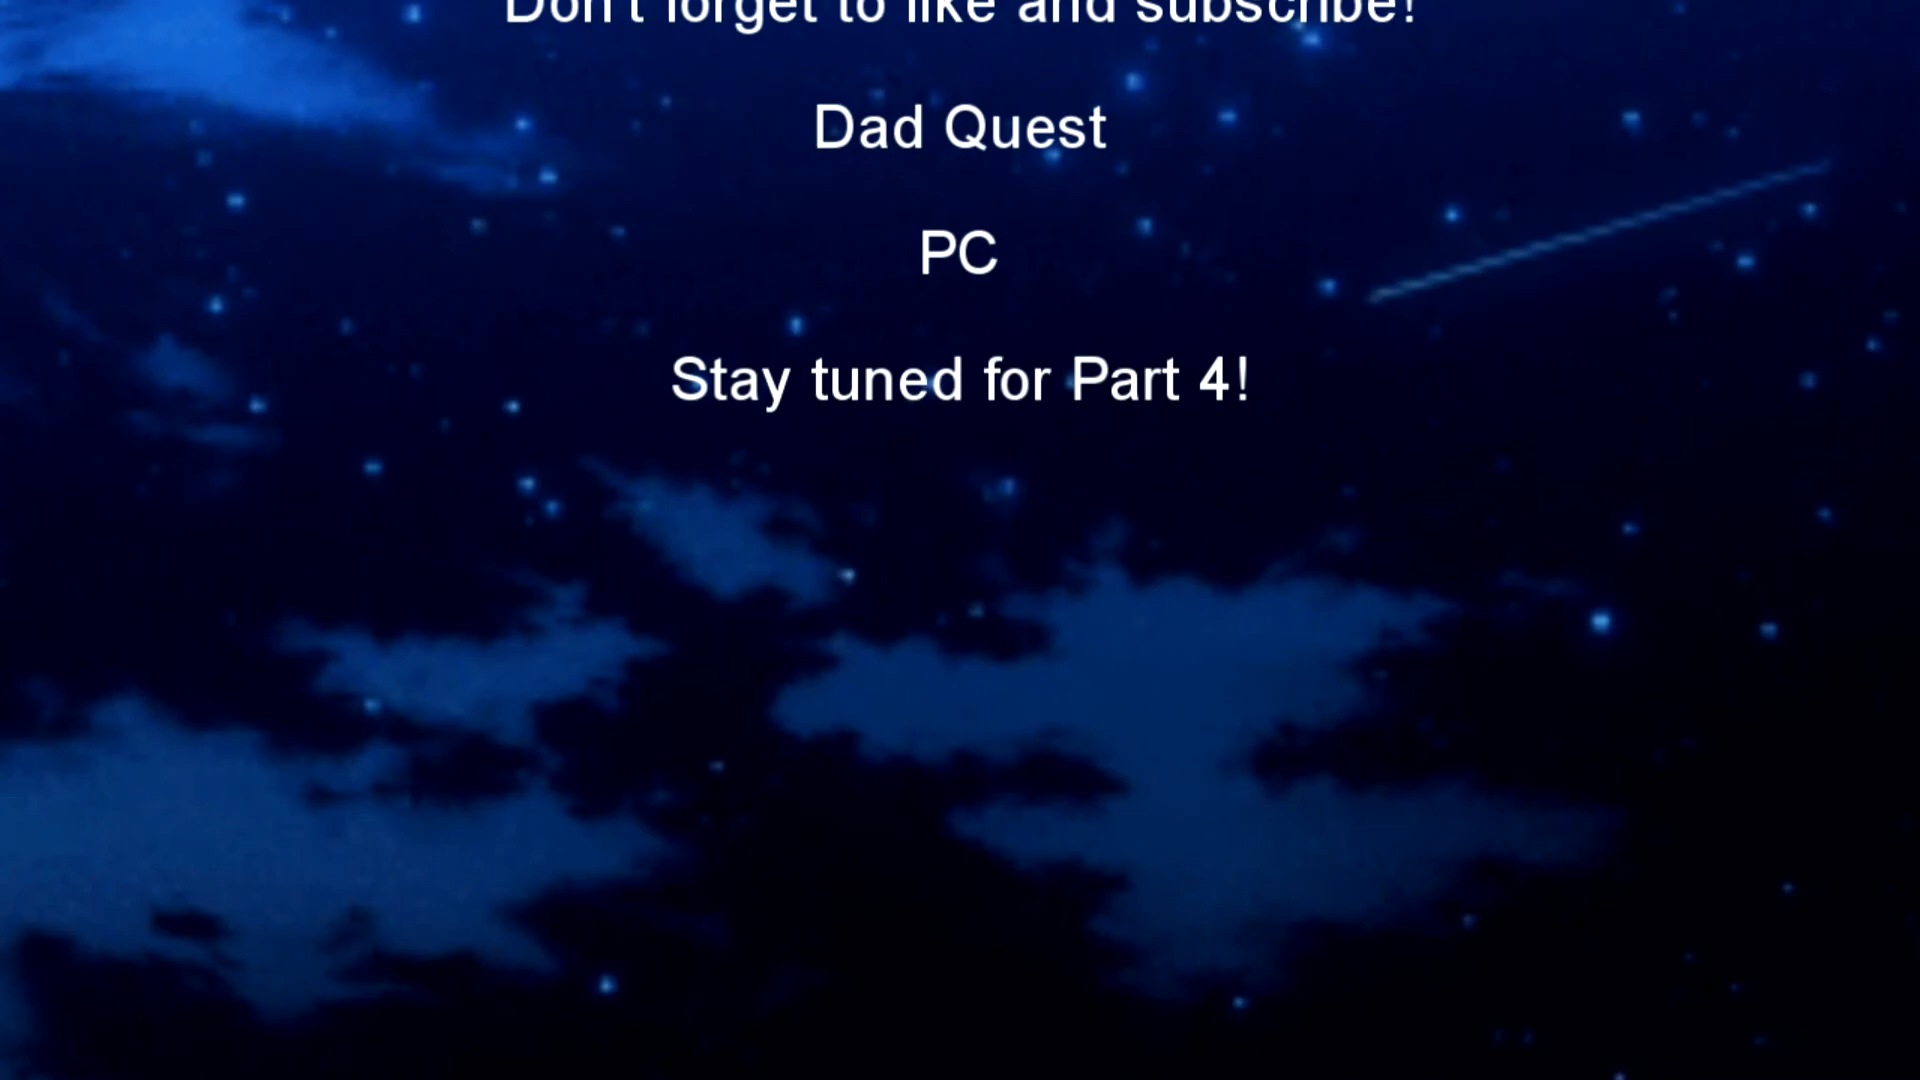 Don't forget to like and subscribe!
Dad Quest
PC
Stay tuned for Part 4!